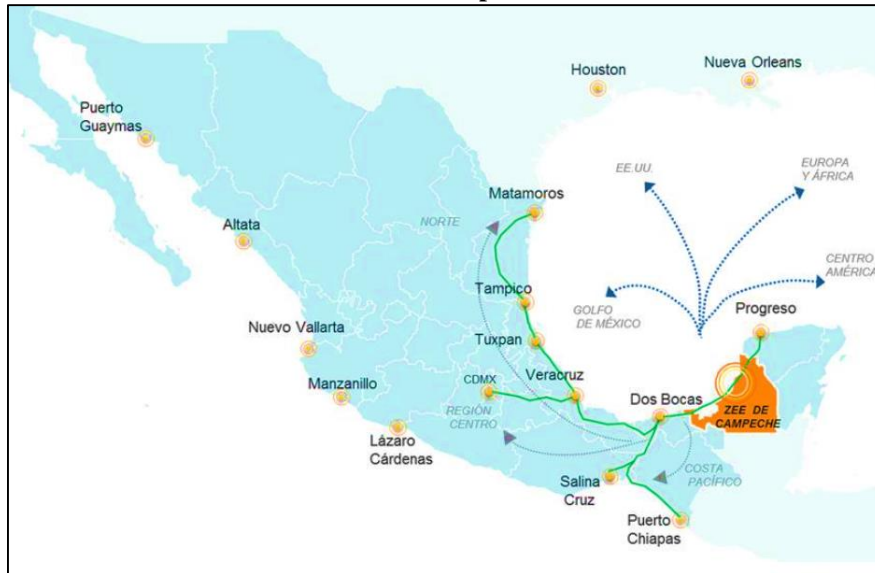 Houston
Nueva Orleans
Puerto
Guaymas
EE.UU.
EUROPA
Y ÁFRICA
Matamoros
NORTE
Altata
CENTRO
AMÉRICA
Tampico
GOLFO
DE MÉXICO
Progreso
Nuevo Vallarta
Tuxpan
Manzanillo
CDMX
Veracruz
Dos Bocas
ZEE DE
CAMPECHE
REGIÓN
CENTRO
Lázaro
Cárdenas
COSTA
PACÍFICO
Salina
Cruz
Puerto
Chiapas